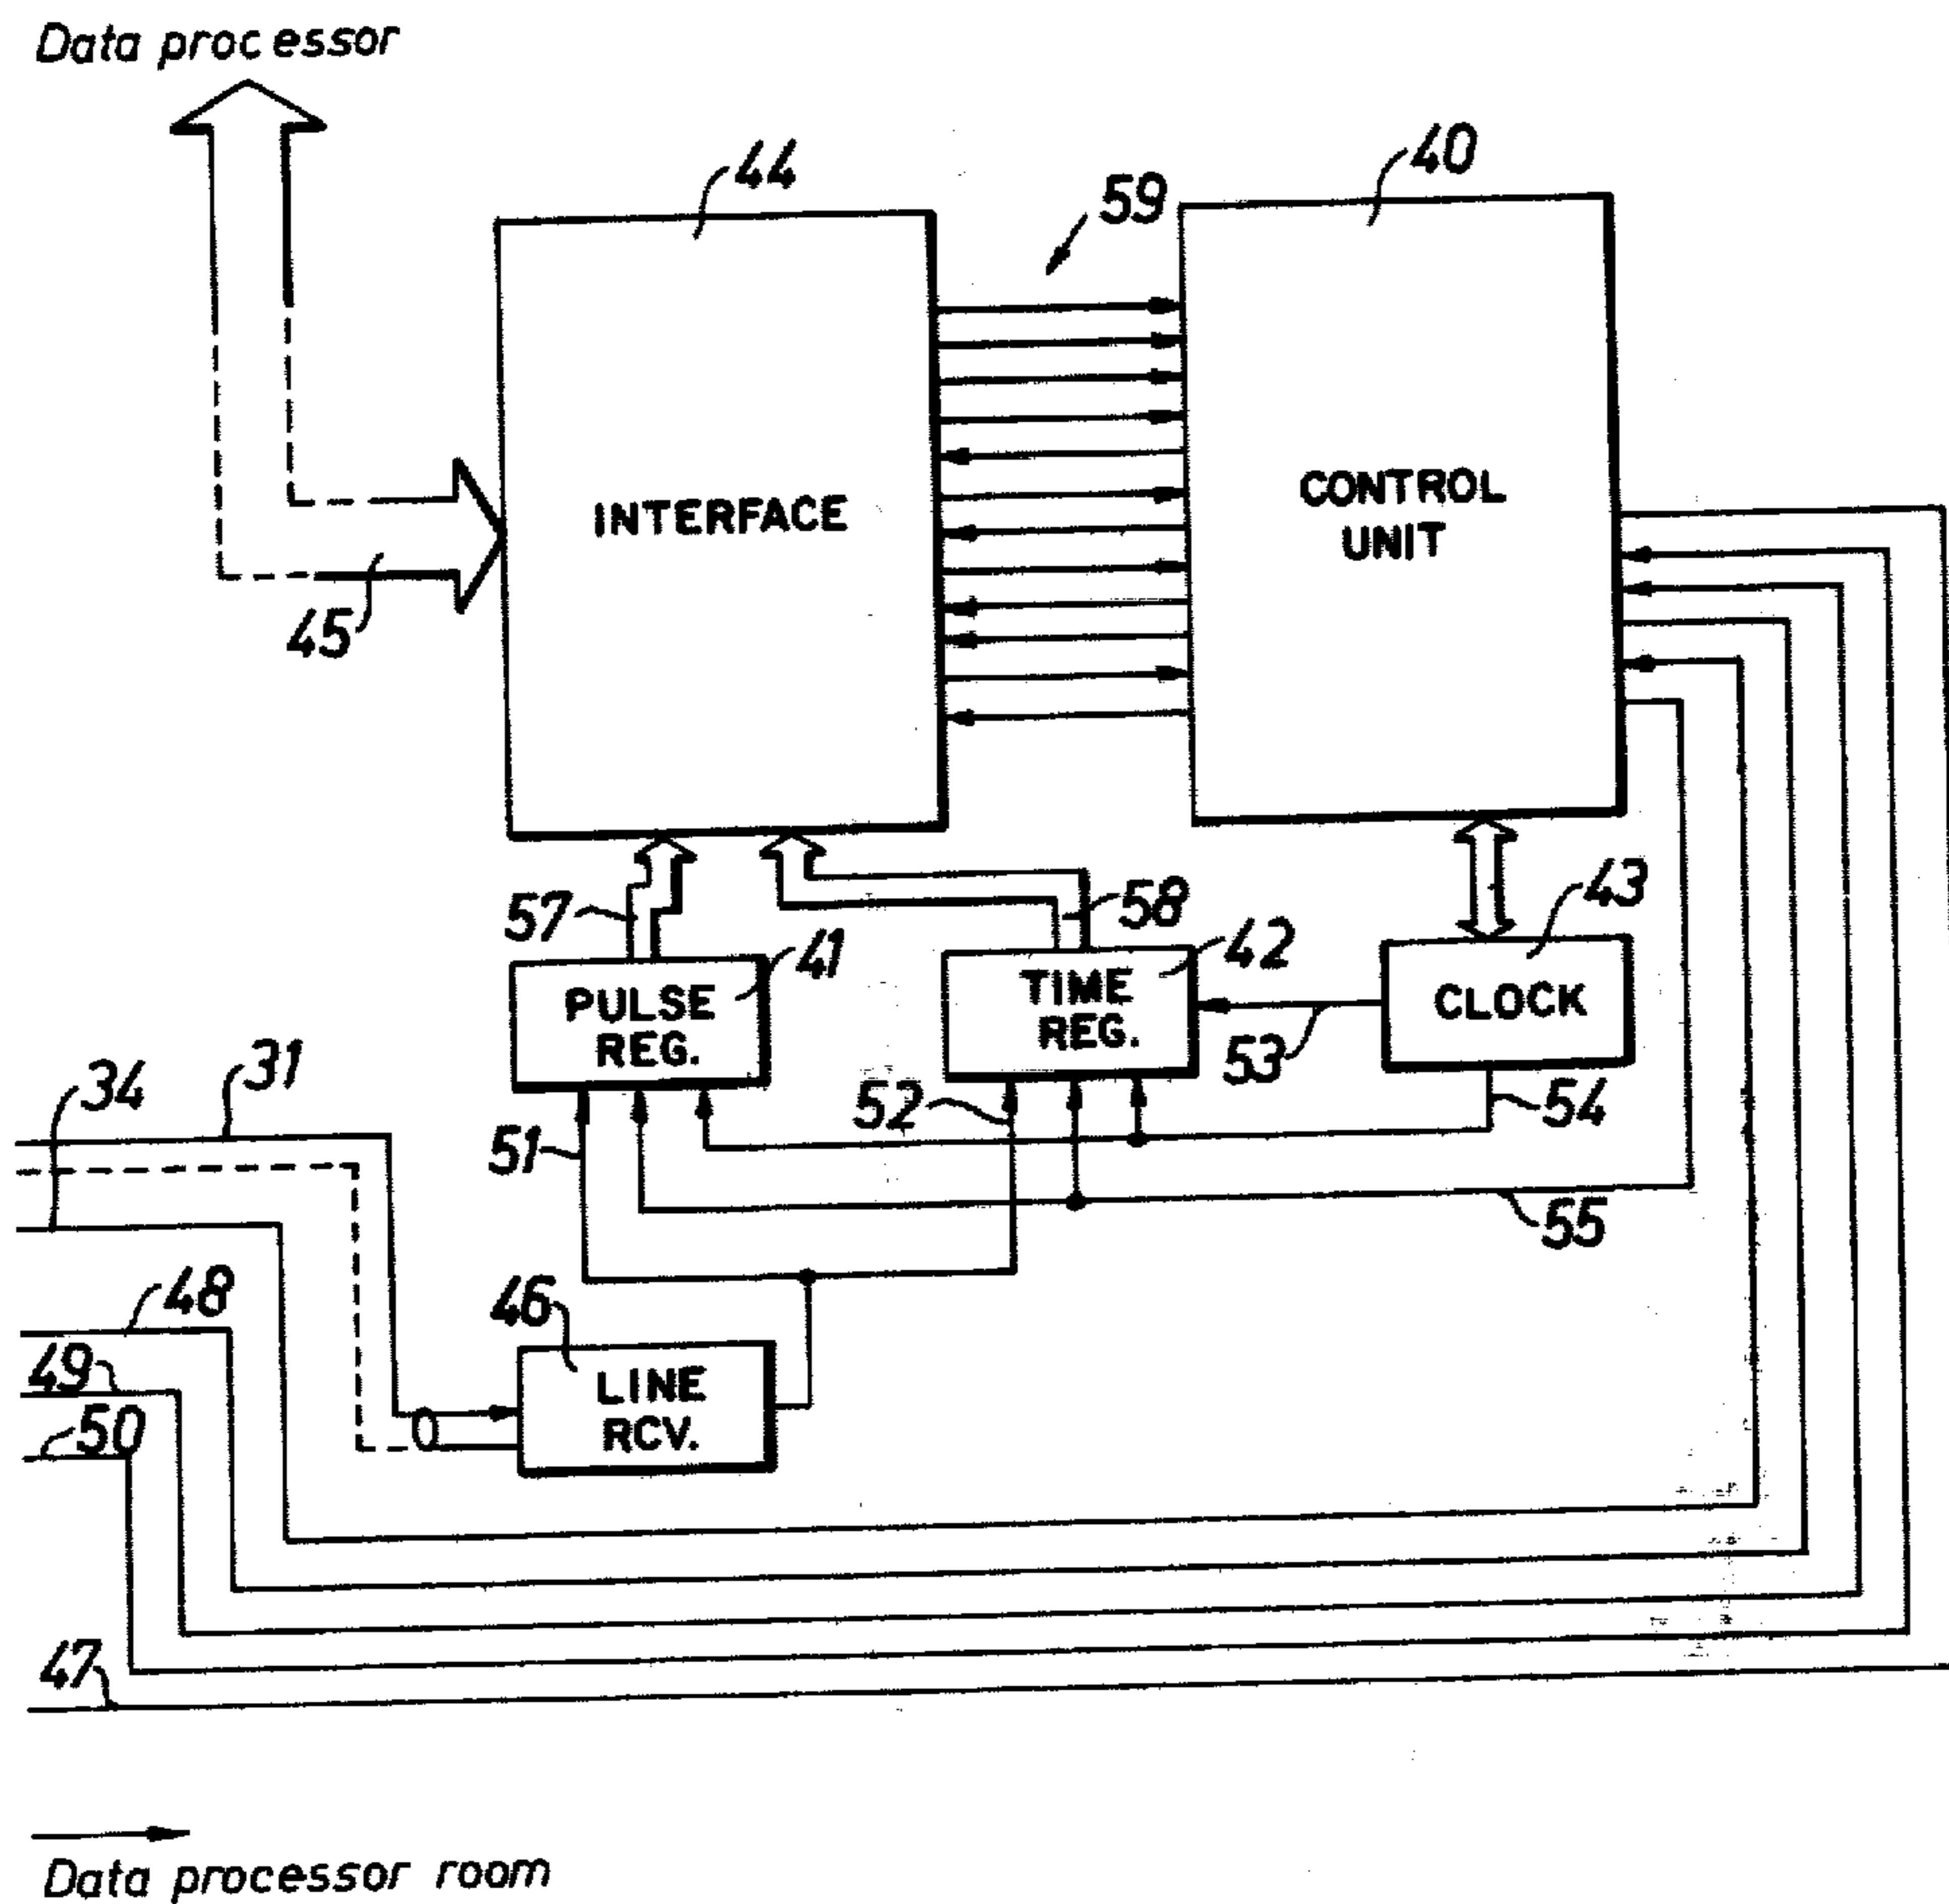 Data processor
44
40
59
INTERFACE
CONTROL
UNIT
45
57
58
43
41
42
PULSE
REG.
TIME
REG.
CLOCK
53
31
34
52
54
51
55
48
46
49
LINE
RCV.
50
47
Data processor room